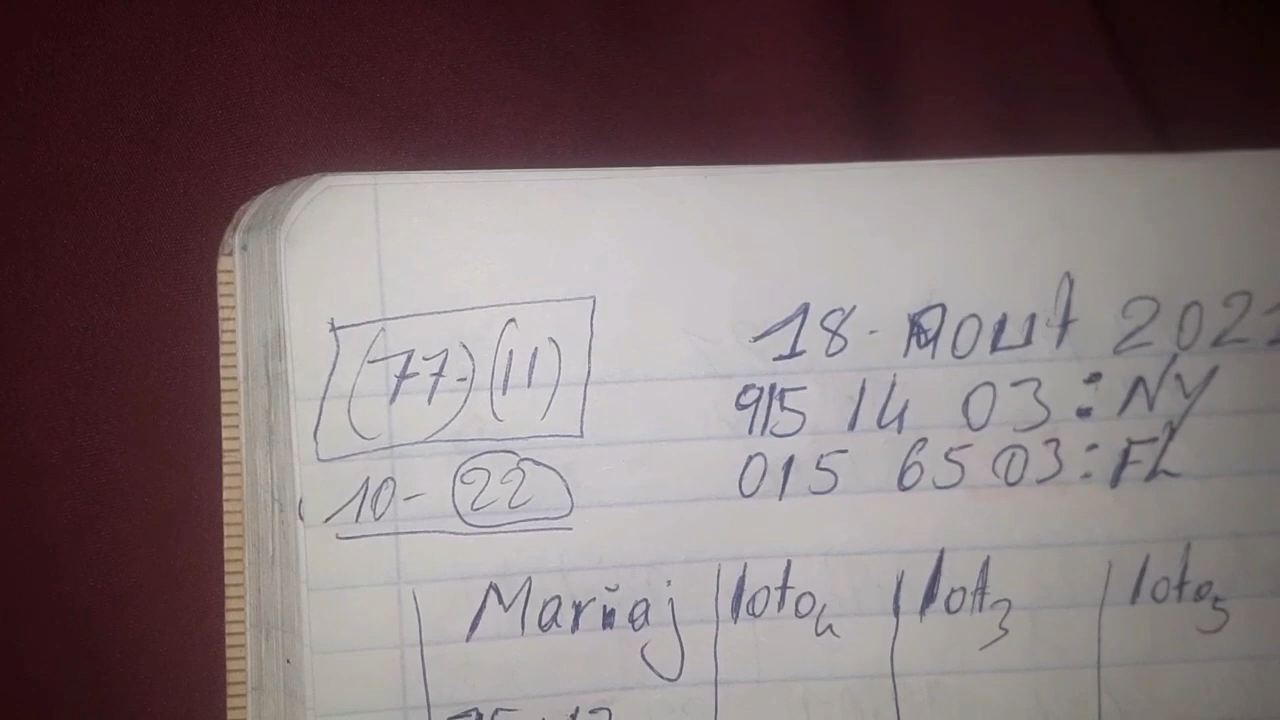 (77-)(11)
10-22
18-Aout 202
915 14 03:NY
015 65 03:FL
Mariaj loto4 lot3 loto5